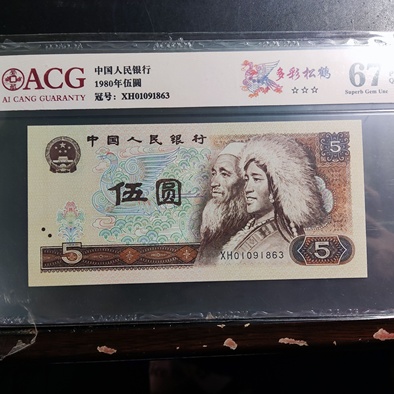 ACG
AI CANG GUARANTY
中国人民银行
1980年伍圆
冠号：XH01091863
多彩松鹤
☆☆☆
67
Superb Gem Unc
中国人民银行
5
伍圆
5
XH01091863
5